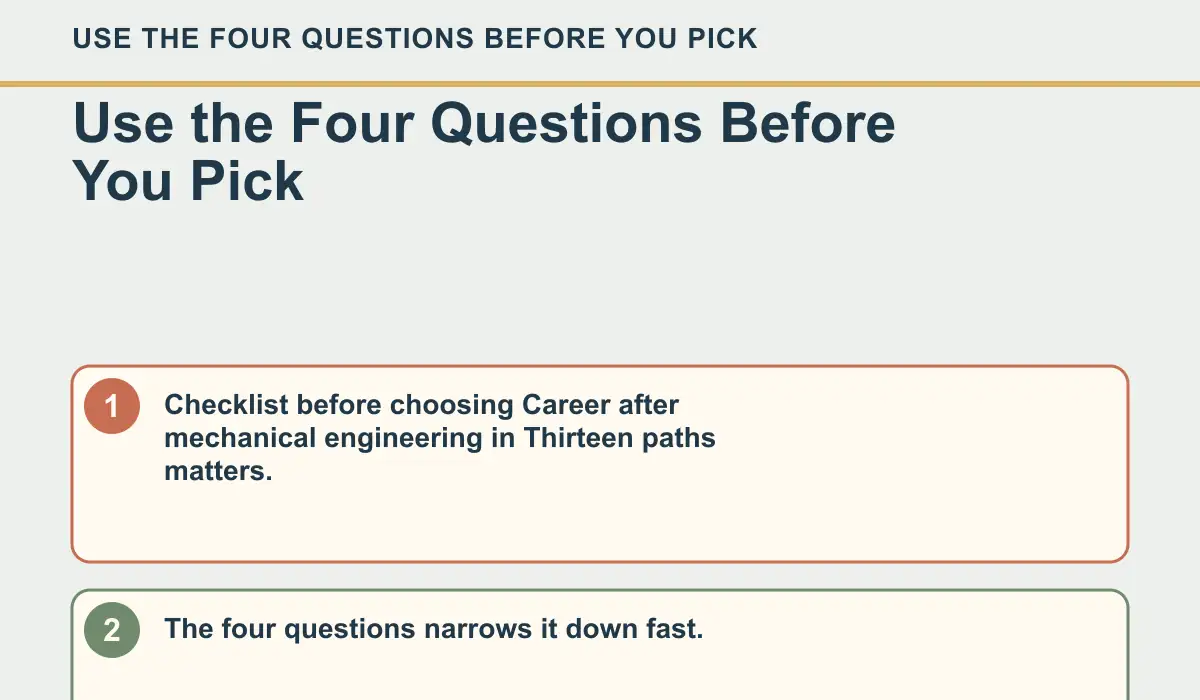 USE THE FOUR QUESTIONS BEFORE YOU PICK
Use the Four Questions Before
You Pick
1
Checklist before choosing Career after
mechanical engineering in Thirteen paths
matters.
2
The four questions narrows it down fast.